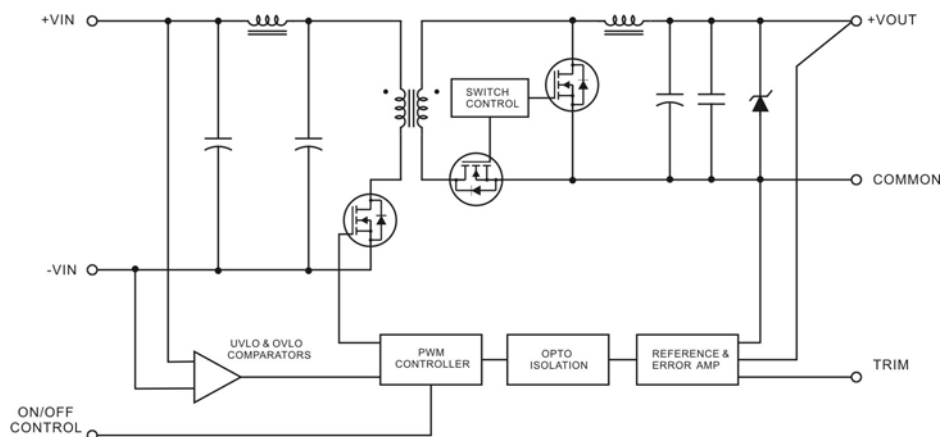 +VIN
+VOUT
SWITCH
CONTROL
COMMON
-VIN
UVLO & OVLO
COMPARATORS
PWM
CONTROLLER
OPTO
ISOLATION
REFERENCE &
ERROR AMP
TRIM
ON/OFF
CONTROL